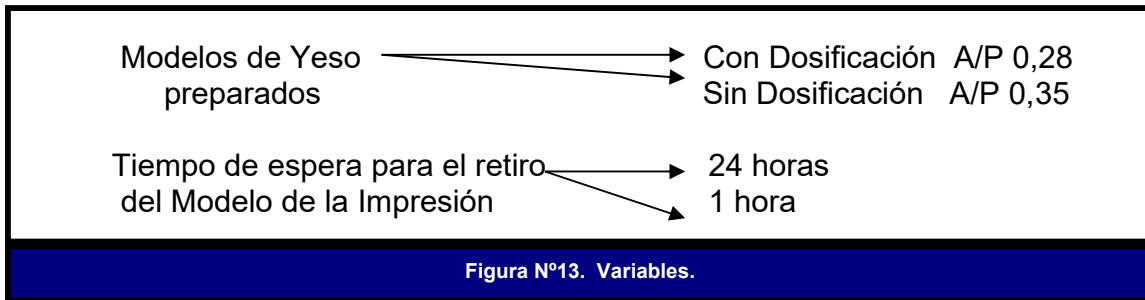 Modelos de Yeso Con Dosificación A/P 0,28
preparados Sin Dosificación A/P 0,35
Tiempo de espera para el retiro 24 horas
del Modelo de la Impresión 1 hora
Figura Nº13. Variables.